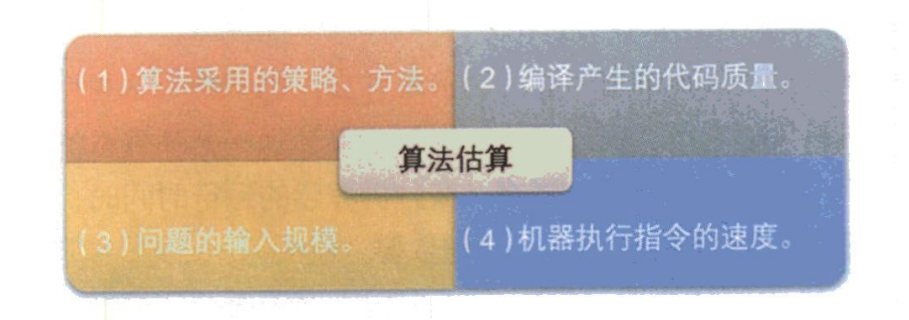 (1)算法采用的策略、方法。
(2)编译产生的代码质量。
算法估算
(3)问题的输入规模。
(4)机器执行指令的速度。